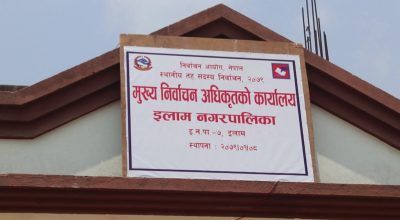 निर्वाचन आयोग, नेपाल
स्थानीय तह सदस्य निर्वाचन, २०७९
मुख्य निर्वाचन अधिकृतको कार्यालय
इलाम नगरपालिका
इ.न.पा.-७, इलाम
स्थापना : २०७९/०१/०८